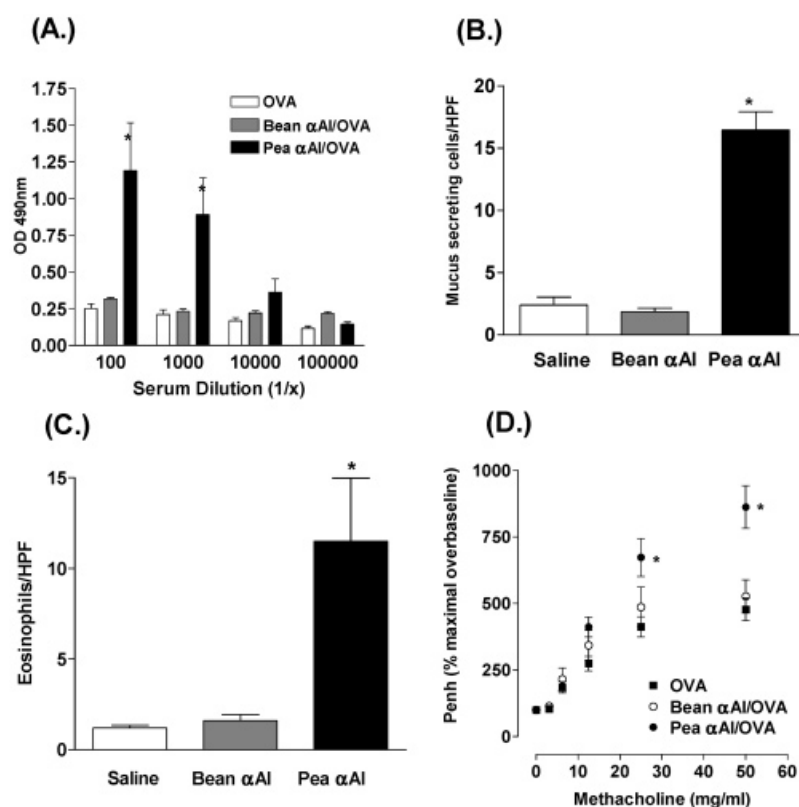 (A.)
OD 490nm
1.75
1.50
1.25
1.00
0.75
0.50
0.25
0.00
OVA
Bean αAI/OVA
Pea αAI/OVA
*
*
100 1000 10000 100000
Serum Dilution (1/x)
(B.)
Mucus secreting cells/HPF
20
15
10
5
0
*
Saline Bean αAI Pea αAI
(C.)
Eosinophils/HPF
15
10
5
0
*
Saline Bean αAI Pea αAI
(D.)
Penh (% maximal overbaseline)
1000
750
500
250
0
*
*
OVA
Bean αAI/OVA
Pea αAI/OVA
0 10 20 30 40 50 60
Methacholine (mg/ml)